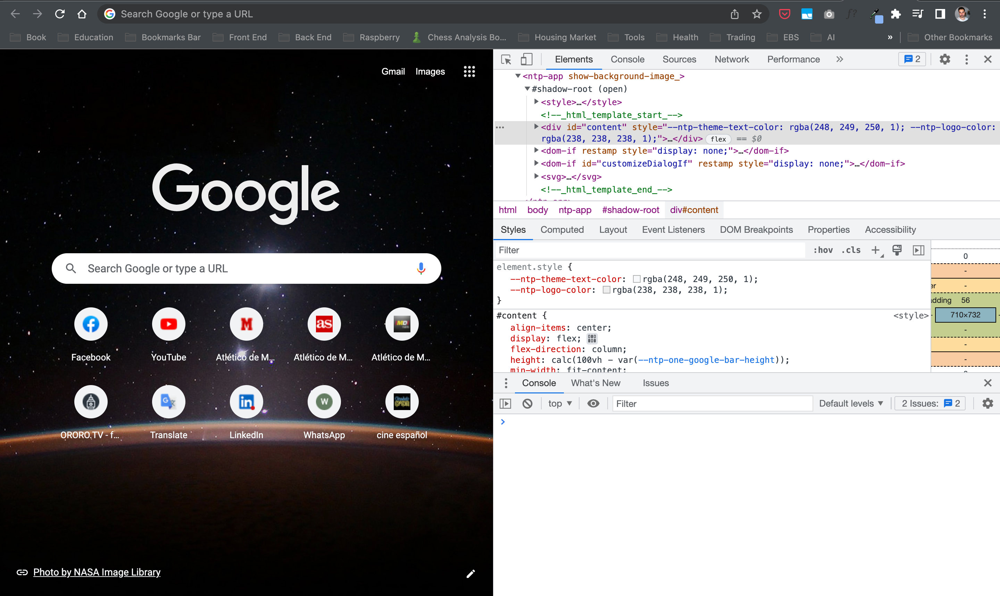 Search Google or type a URL
f?
Book Education Bookmarks Bar Front End Back End Raspberry Chess Analysis Bo... Housing Market Tools Health Trading EBS AI » Other Bookmarks
Gmail Images
Google
Search Google or type a URL
M as MD
Facebook YouTube Atlético de M... Atlético de M... Atlético de M...
G in W
ORORO.TV - f... Translate LinkedIn WhatsApp cine español
Photo by NASA Image Library
Elements Console Sources Network Performance » 2
<ntp-app show-background-image_>
#shadow-root (open)
<style>…</style>
<!--_html_template_start_-->
<div id="content" style="--ntp-theme-text-color: rgba(248, 249, 250, 1); --ntp-logo-color:
rgba(238, 238, 238, 1);">…</div> flex == $0
<dom-if restamp style="display: none;">…</dom-if>
<dom-if id="customizeDialogIf" restamp style="display: none;">…</dom-if>
<svg>…</svg>
<!--_html_template_end_-->
</ntp-app>
html body ntp-app #shadow-root div#content
Styles Computed Layout Event Listeners DOM Breakpoints Properties Accessibility
Filter :hov .cls +
element.style {
--ntp-theme-text-color: rgba(248, 249, 250, 1);
--ntp-logo-color: rgba(238, 238, 238, 1);
}
#content { <style>
align-items: center;
display: flex;
flex-direction: column;
height: calc(100vh - var(--ntp-one-google-bar-height));
min-width: fit-content;
0
-
er -
adding 56
- 710×732 -
-
-
-
Console What's New Issues
top Filter Default levels 2 Issues: 2
>